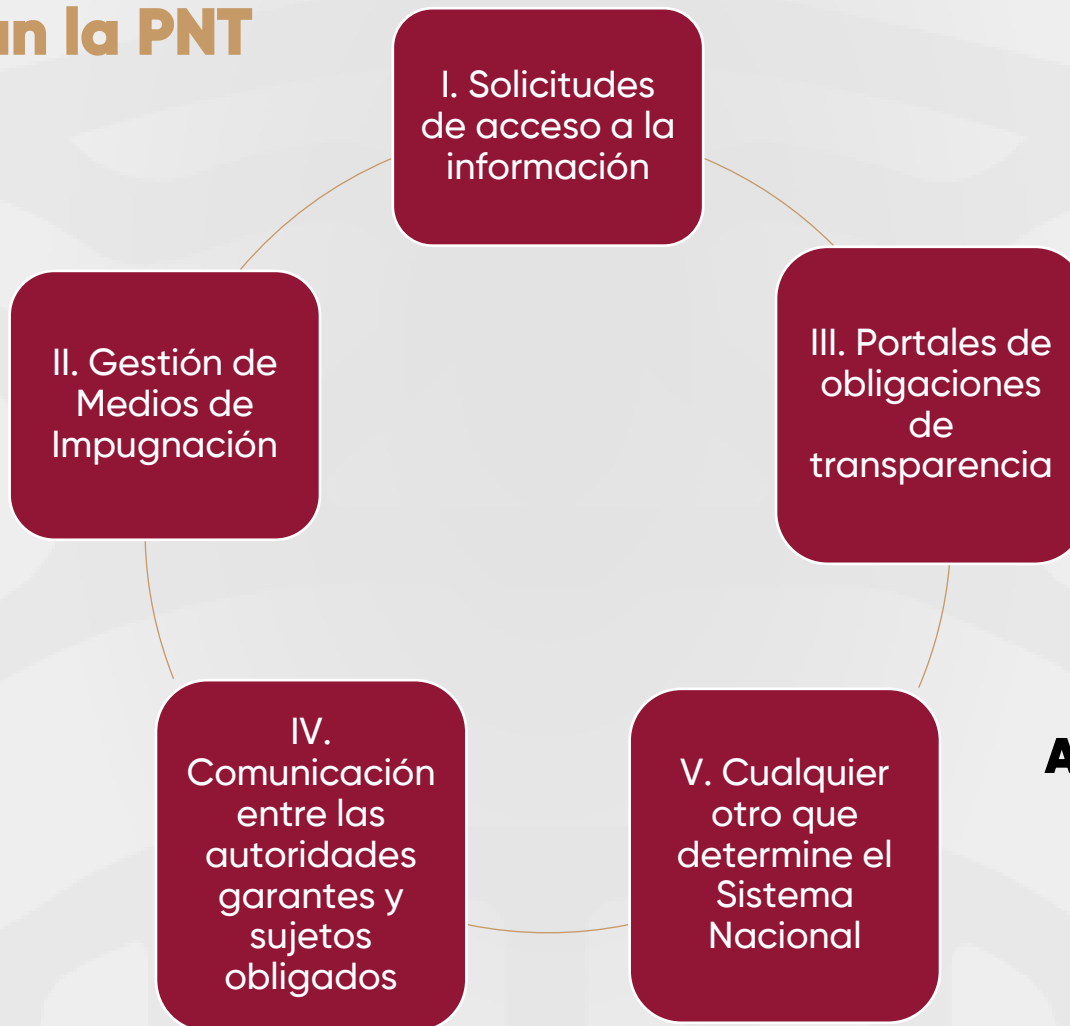 an la PNT
I. Solicitudes
de acceso a la
información
II. Gestión de
Medios de
Impugnación
III. Portales de
obligaciones
de
transparencia
IV.
Comunicación
entre las
autoridades
garantes y
sujetos
obligados
V. Cualquier
otro que
determine el
Sistema
Nacional
A